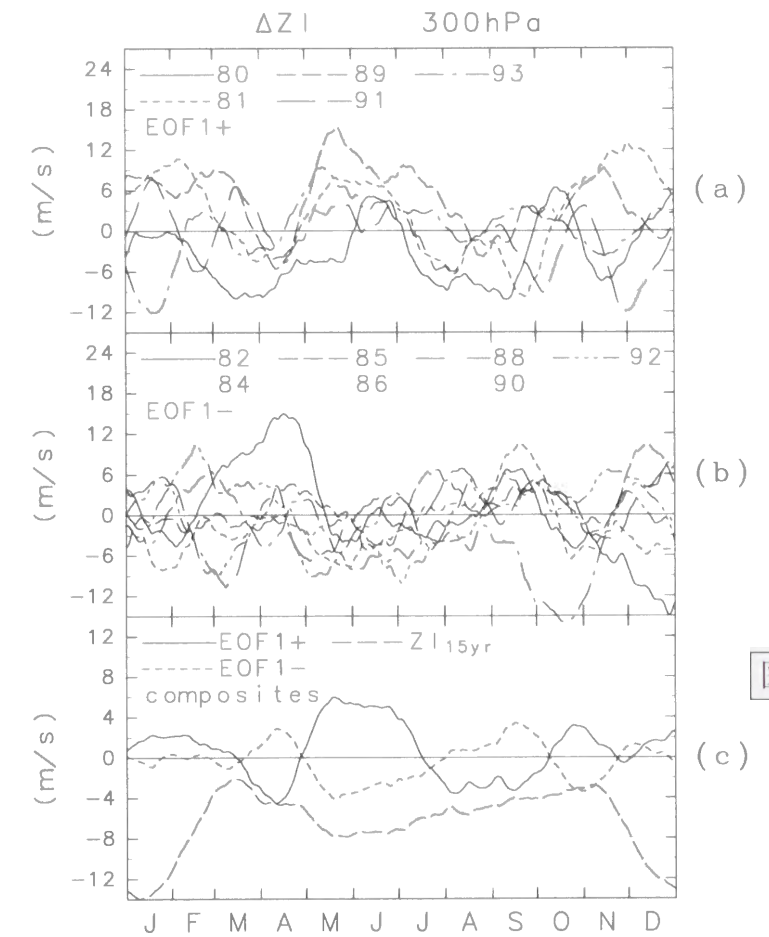 ΔZI 300hPa
24 80 89 93
18 81 91
12 EOF1+
6
0
-6
-12
(m/s)
(a)
24 82 85 88 92
18 84 86 90
12 EOF1-
6
0
-6
-12
(m/s)
(b)
12 EOF1+ ZI15yr
8 EOF1-
composites
4
0
-4
-8
-12
(m/s)
(c)
J F M A M J J A S O N D